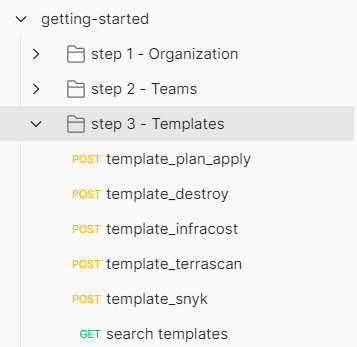 getting-started
step 1 - Organization
step 2 - Teams
step 3 - Templates
POST template_plan_apply
POST template_destroy
POST template_infracost
POST template_terrascan
POST template_snyk
GET search templates